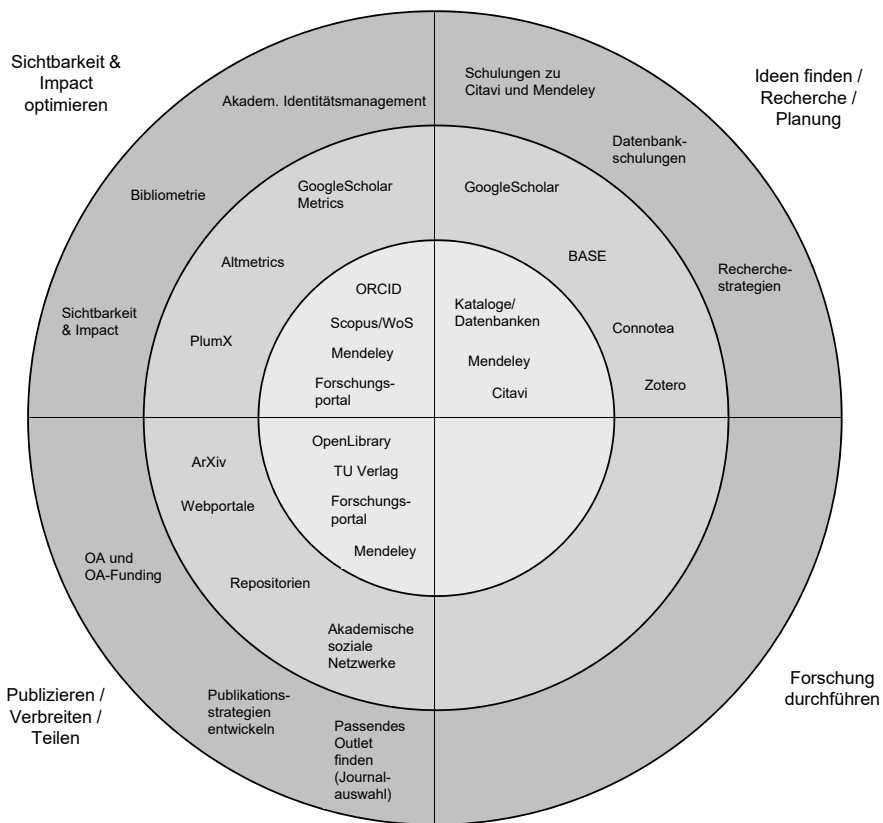 Sichtbarkeit &
Impact
optimieren
Akadem. Identitätsmanagement
Bibliometrie
Sichtbarkeit
& Impact
GoogleScholar
Metrics
Altmetrics
PlumX
ORCID
Scopus/WoS
Mendeley
Forschungs-
portal
Ideen finden /
Recherche /
Planung
Schulungen zu
Citavi und Mendeley
Datenbank-
schulungen
Recherche-
strategien
GoogleScholar
BASE
Connotea
Zotero
Kataloge/
Datenbanken
Mendeley
Citavi
OpenLibrary
TU Verlag
Forschungs-
portal
Mendeley
ArXiv
Webportale
Repositorien
Akademische
soziale
Netzwerke
OA und
OA-Funding
Publikations-
strategien
entwickeln
Passendes
Outlet
finden
(Journal-
auswahl)
Publizieren /
Verbreiten /
Teilen
Forschung
durchführen